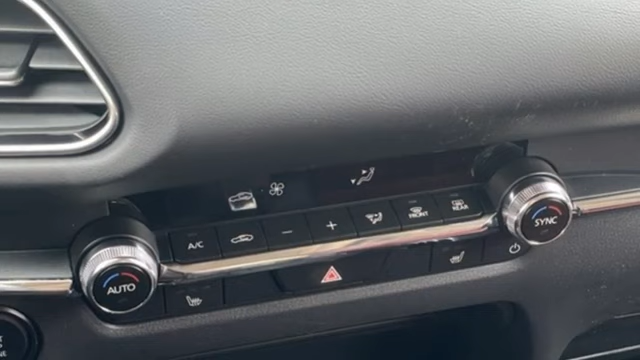 A/C
−
+
FRONT
REAR
AUTO
SYNC